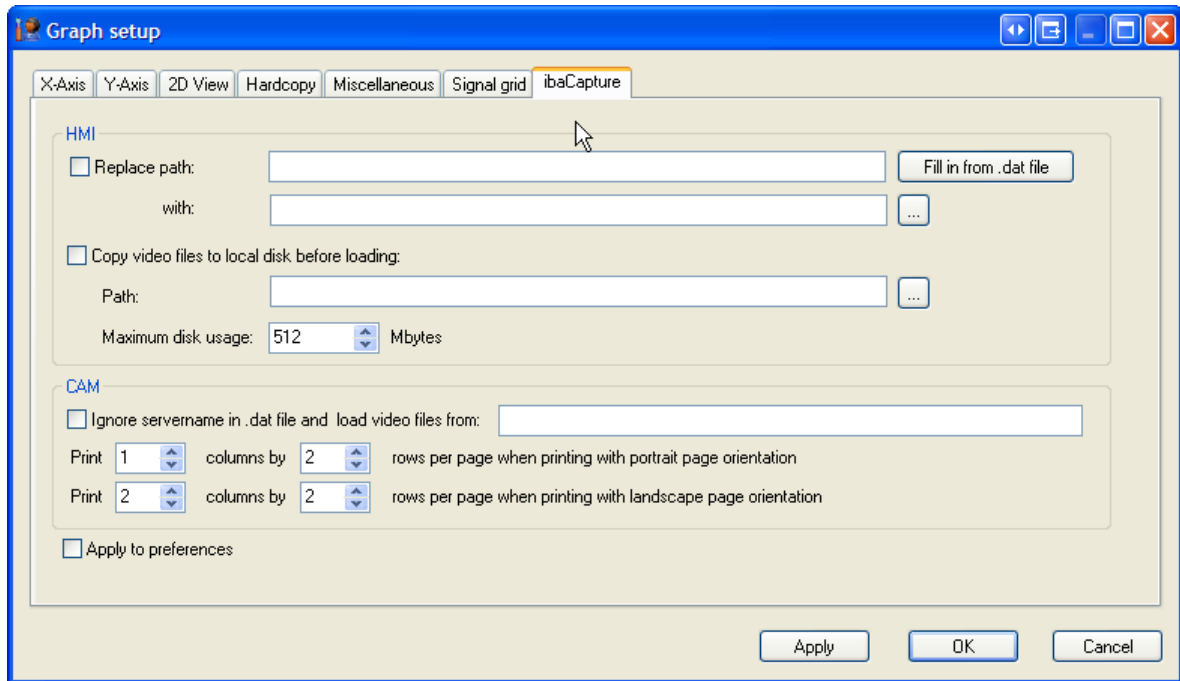 Graph setup
X-Axis Y-Axis 2D View Hardcopy Miscellaneous Signal grid ibaCapture
HMI
Replace path: Fill in from .dat file
with: ...
Copy video files to local disk before loading:
Path: ...
Maximum disk usage: 512 Mbytes
CAM
Ignore servername in .dat file and load video files from:
Print 1 columns by 2 rows per page when printing with portrait page orientation
Print 2 columns by 2 rows per page when printing with landscape page orientation
Apply to preferences
Apply OK Cancel